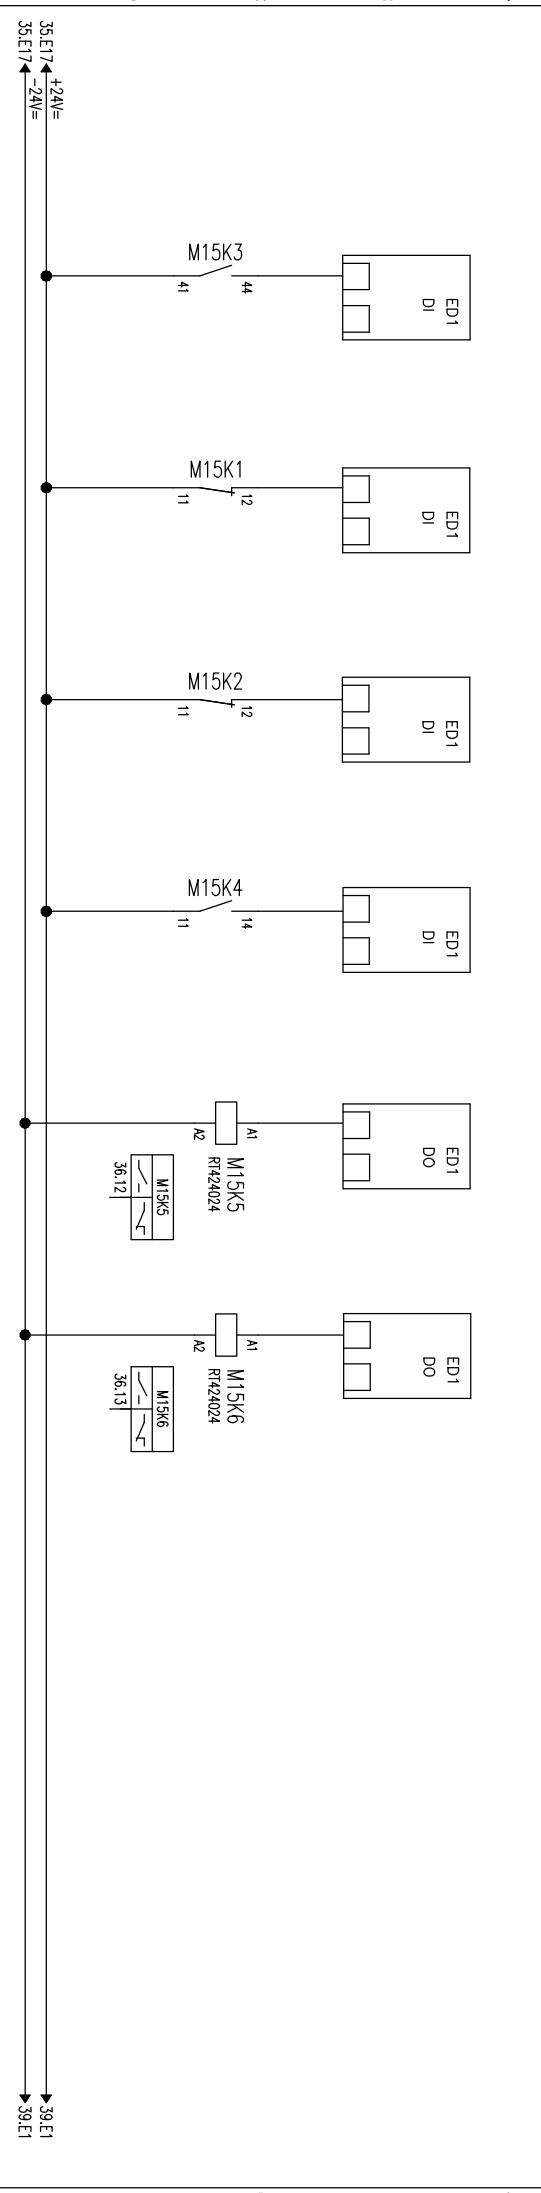 35.E17
35.E17
+24V=
-24V=
M15K3
41
44
ED1
DI
M15K1
11
12
ED1
DI
M15K2
11
12
ED1
DI
M15K4
11
14
ED1
DI
A2
A1
M15K5
RT424024
M15K5
36.12
ED1
DO
A2
A1
M15K6
RT424024
M15K6
36.13
ED1
DO
39.E1
39.E1